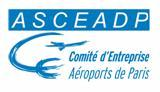 ASCEADP
Comité d'Entreprise
Aéroports de Paris